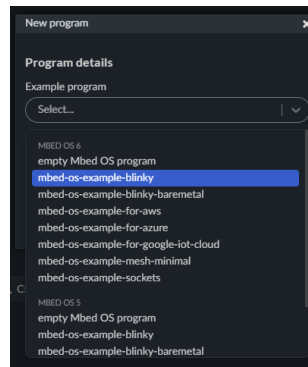 New program
Program details
Example program
Select...
MBED OS 6
empty Mbed OS program
mbed-os-example-blinky
mbed-os-example-blinky-baremetal
mbed-os-example-for-aws
mbed-os-example-for-azure
mbed-os-example-for-google-iot-cloud
mbed-os-example-mesh-minimal
mbed-os-example-sockets
MBED OS 5
empty Mbed OS program
mbed-os-example-blinky
mbed-os-example-blinky-baremetal